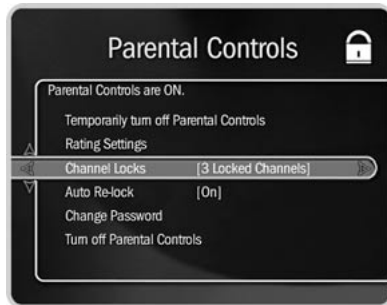 Parental Controls
Parental Controls are ON.
Temporarily turn off Parental Controls
Rating Settings
Channel Locks [3 Locked Channels]
Auto Re-lock [On]
Change Password
Turn off Parental Controls